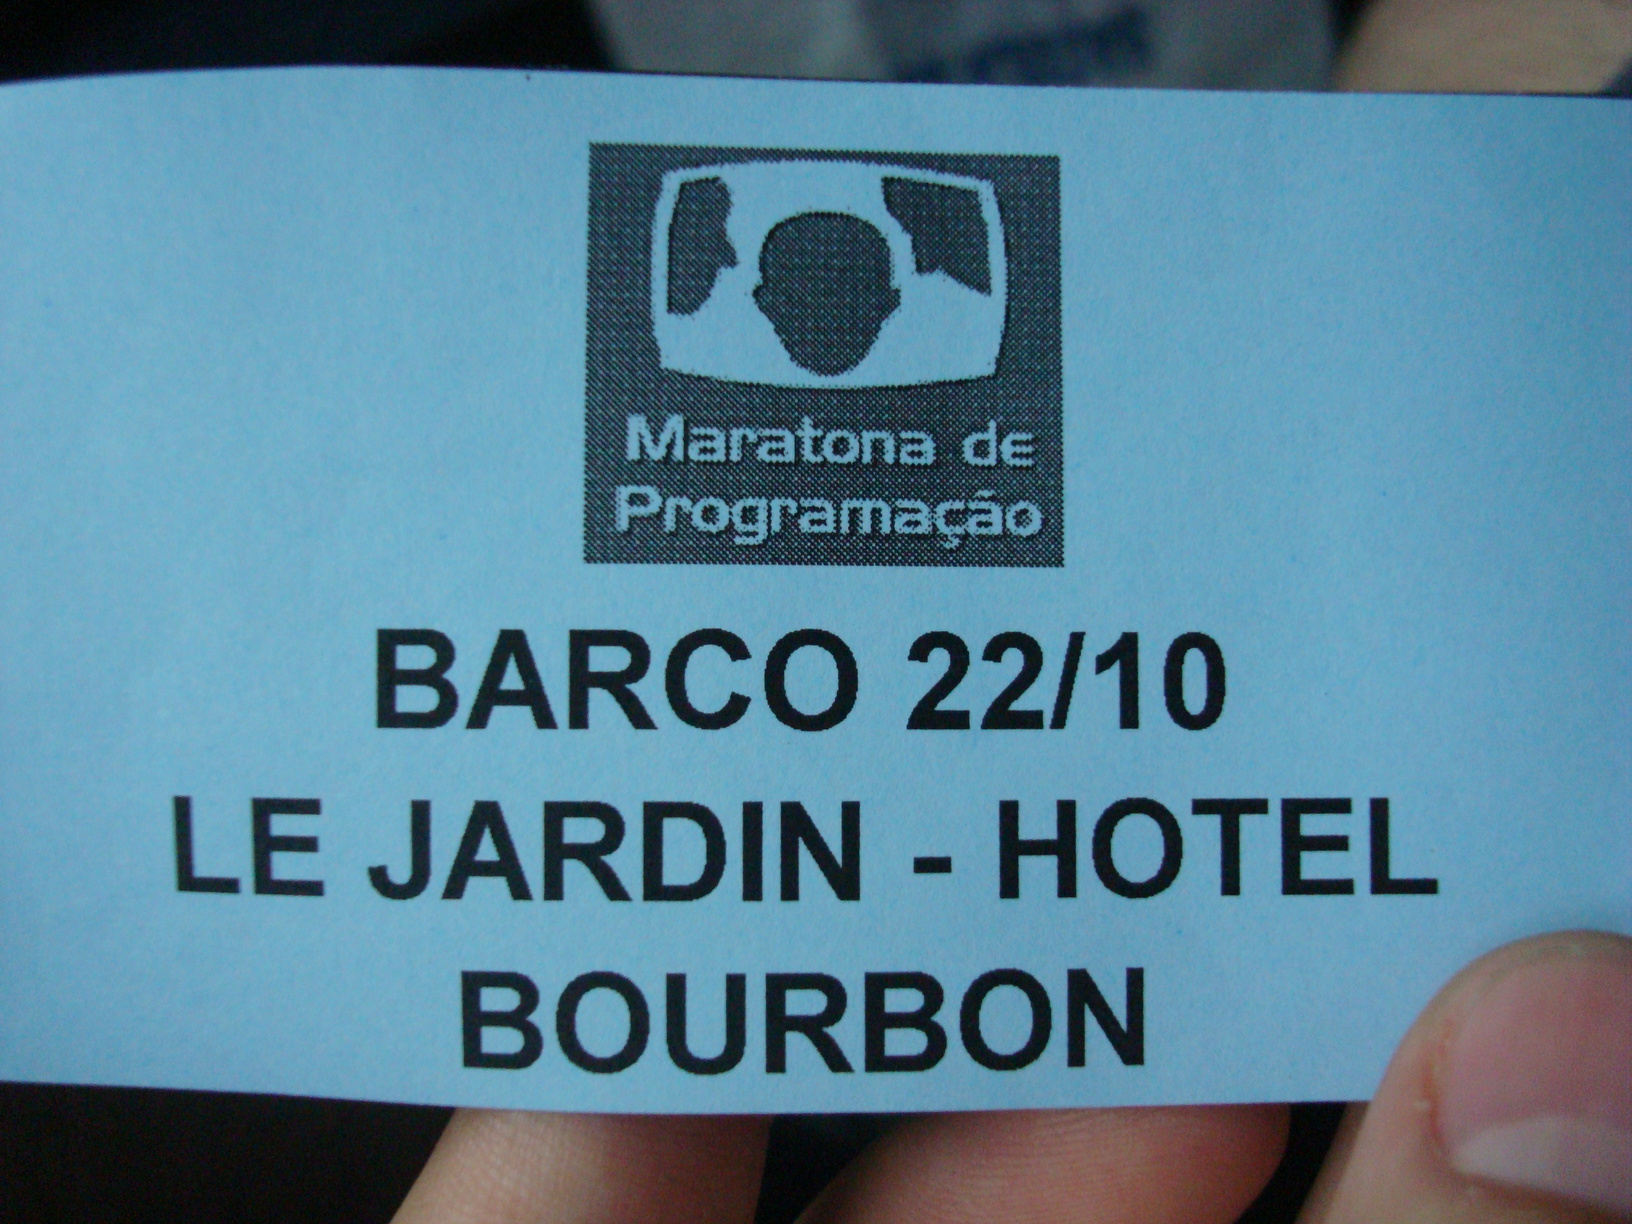 Maratona de
Programação
BARCO 22/10
LE JARDIN - HOTEL
BOURBON